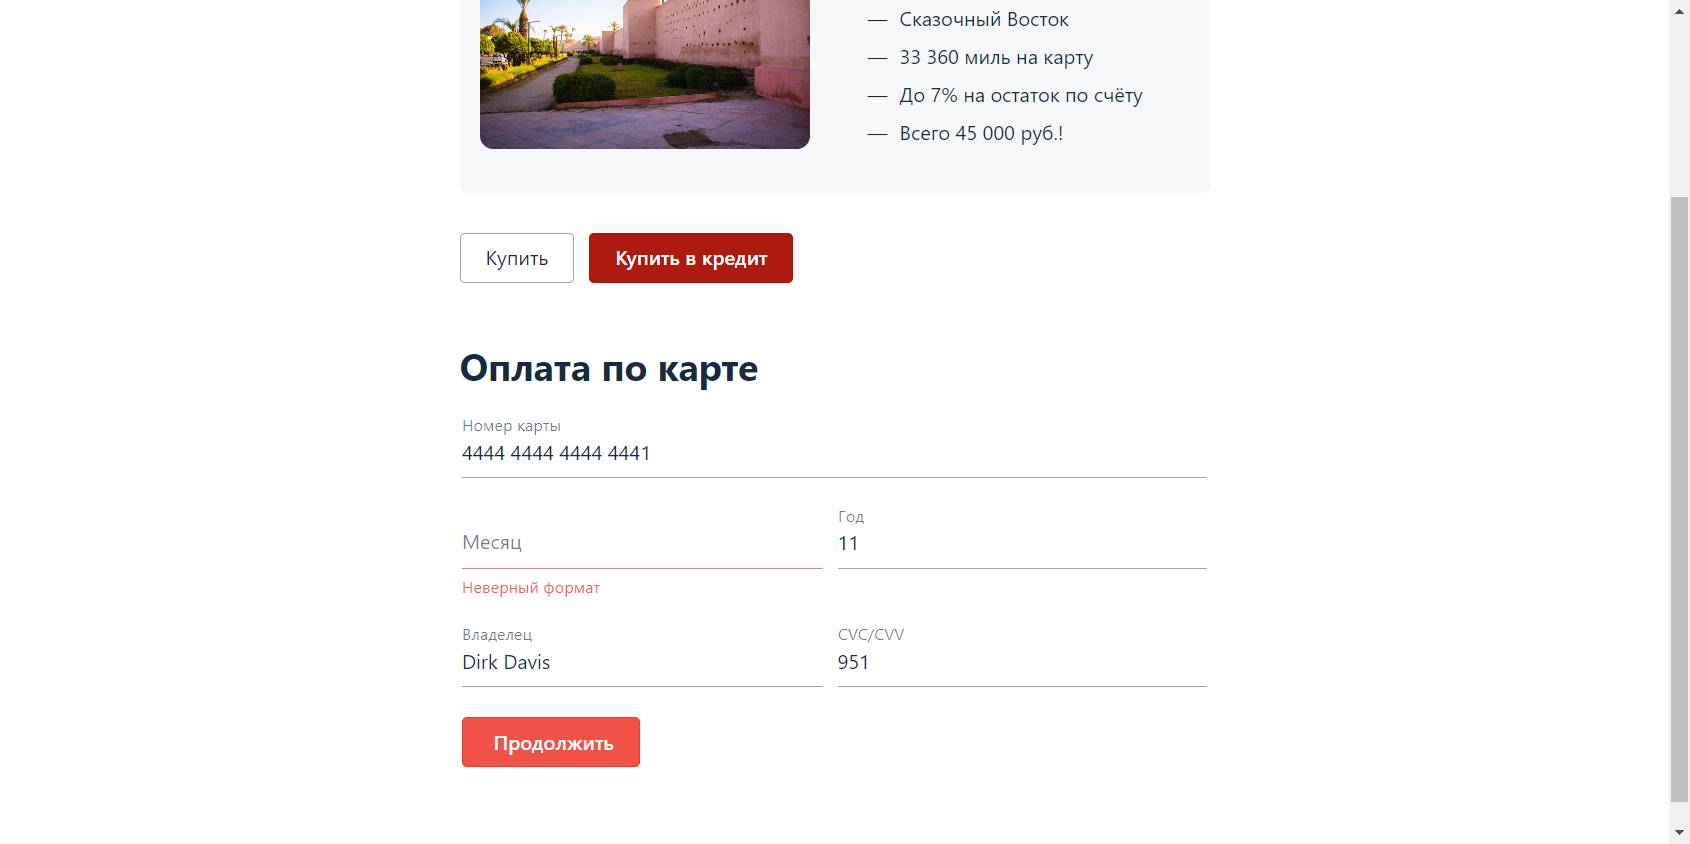 — Сказочный Восток
— 33 360 миль на карту
— До 7% на остаток по счёту
— Всего 45 000 руб.!
Купить
Купить в кредит
Оплата по карте
Номер карты
4444 4444 4444 4441
Месяц
Неверный формат
Год
11
Владелец
Dirk Davis
CVC/CVV
951
Продолжить